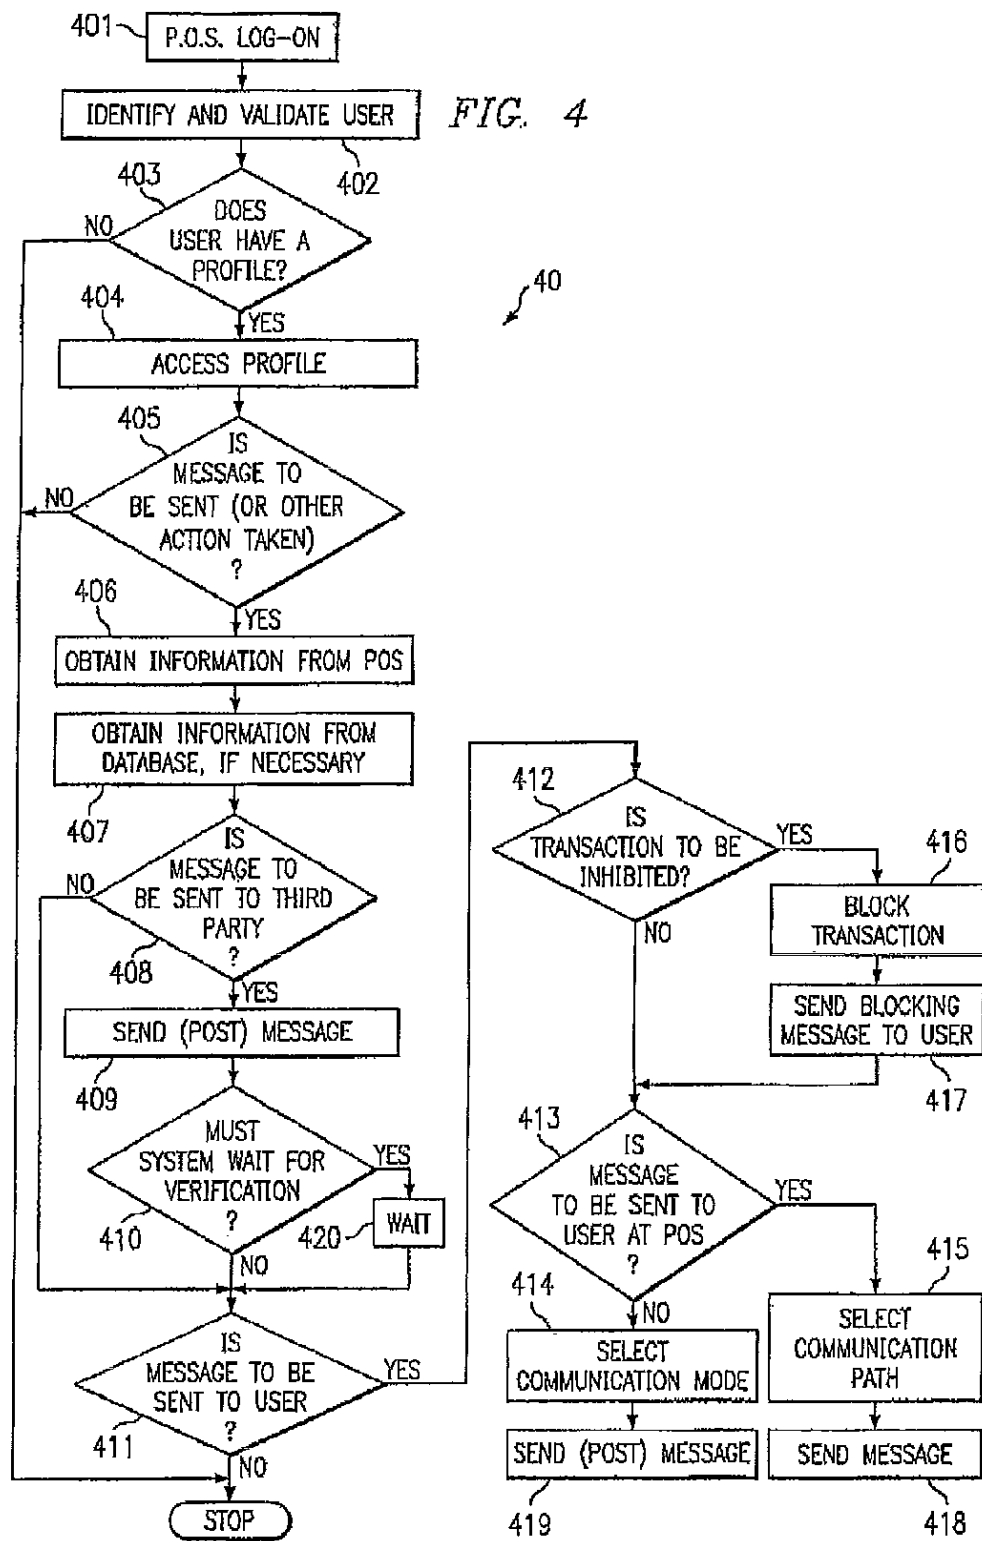 401
P.O.S. LOG-ON
IDENTIFY AND VALIDATE USER
FIG. 4
402
403
DOES
USER HAVE A
PROFILE?
NO
YES
40
404
ACCESS PROFILE
405
IS
MESSAGE TO
BE SENT (OR OTHER
ACTION TAKEN)
?
NO
YES
406
OBTAIN INFORMATION FROM POS
OBTAIN INFORMATION FROM
DATABASE, IF NECESSARY
407
IS
MESSAGE TO
BE SENT TO THIRD
PARTY
?
NO
408
YES
SEND (POST) MESSAGE
409
MUST
SYSTEM WAIT FOR
VERIFICATION
?
YES
410
420
WAIT
NO
IS
MESSAGE TO BE
SENT TO USER
?
YES
411
NO
STOP
412
IS
TRANSACTION TO BE
INHIBITED?
YES
NO
416
BLOCK
TRANSACTION
SEND BLOCKING
MESSAGE TO USER
417
413
IS
MESSAGE
TO BE SENT TO
USER AT POS
?
YES
NO
414
SELECT
COMMUNICATION MODE
SEND (POST) MESSAGE
419
415
SELECT
COMMUNICATION
PATH
SEND MESSAGE
418